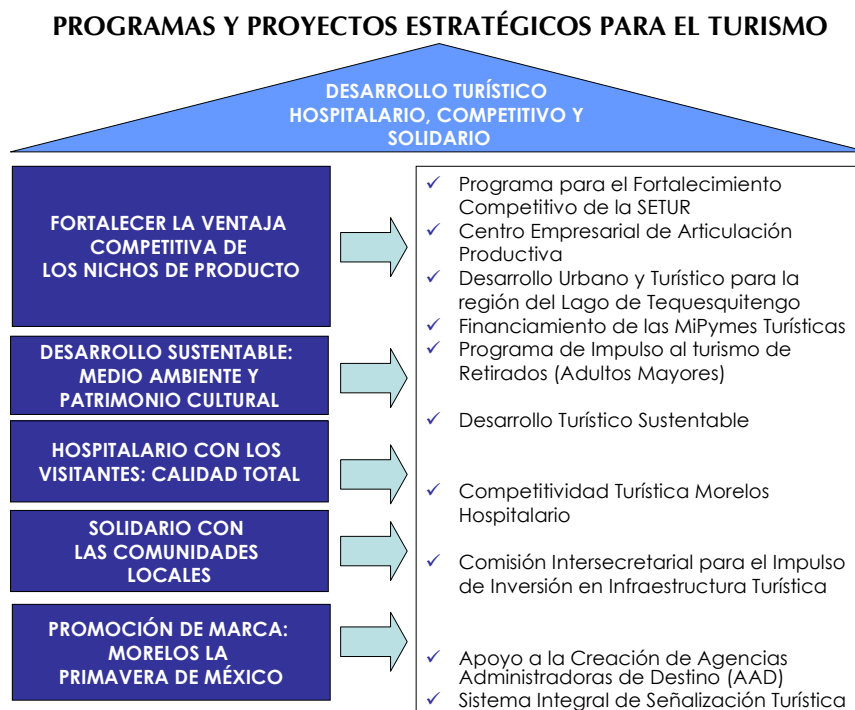 PROGRAMAS Y PROYECTOS ESTRATÉGICOS PARA EL TURISMO
DESARROLLO TURÍSTICO
HOSPITALARIO, COMPETITIVO Y
SOLIDARIO
FORTALECER LA VENTAJA
COMPETITIVA DE
LOS NICHOS DE PRODUCTO
DESARROLLO SUSTENTABLE:
MEDIO AMBIENTE Y
PATRIMONIO CULTURAL
HOSPITALARIO CON LOS
VISITANTES: CALIDAD TOTAL
SOLIDARIO CON
LAS COMUNIDADES
LOCALES
PROMOCIÓN DE MARCA:
MORELOS LA
PRIMAVERA DE MÉXICO
✓ Programa para el Fortalecimiento
Competitivo de la SETUR
✓ Centro Empresarial de Articulación
Productiva
✓ Desarrollo Urbano y Turístico para la
región del Lago de Tequesquitengo
✓ Financiamiento de las MiPymes Turísticas
✓ Programa de Impulso al turismo de
Retirados (Adultos Mayores)
✓ Desarrollo Turístico Sustentable
✓ Competitividad Turística Morelos
Hospitalario
✓ Comisión Intersecretarial para el Impulso
de Inversión en Infraestructura Turística
✓ Apoyo a la Creación de Agencias
Administradoras de Destino (AAD)
✓ Sistema Integral de Señalización Turística